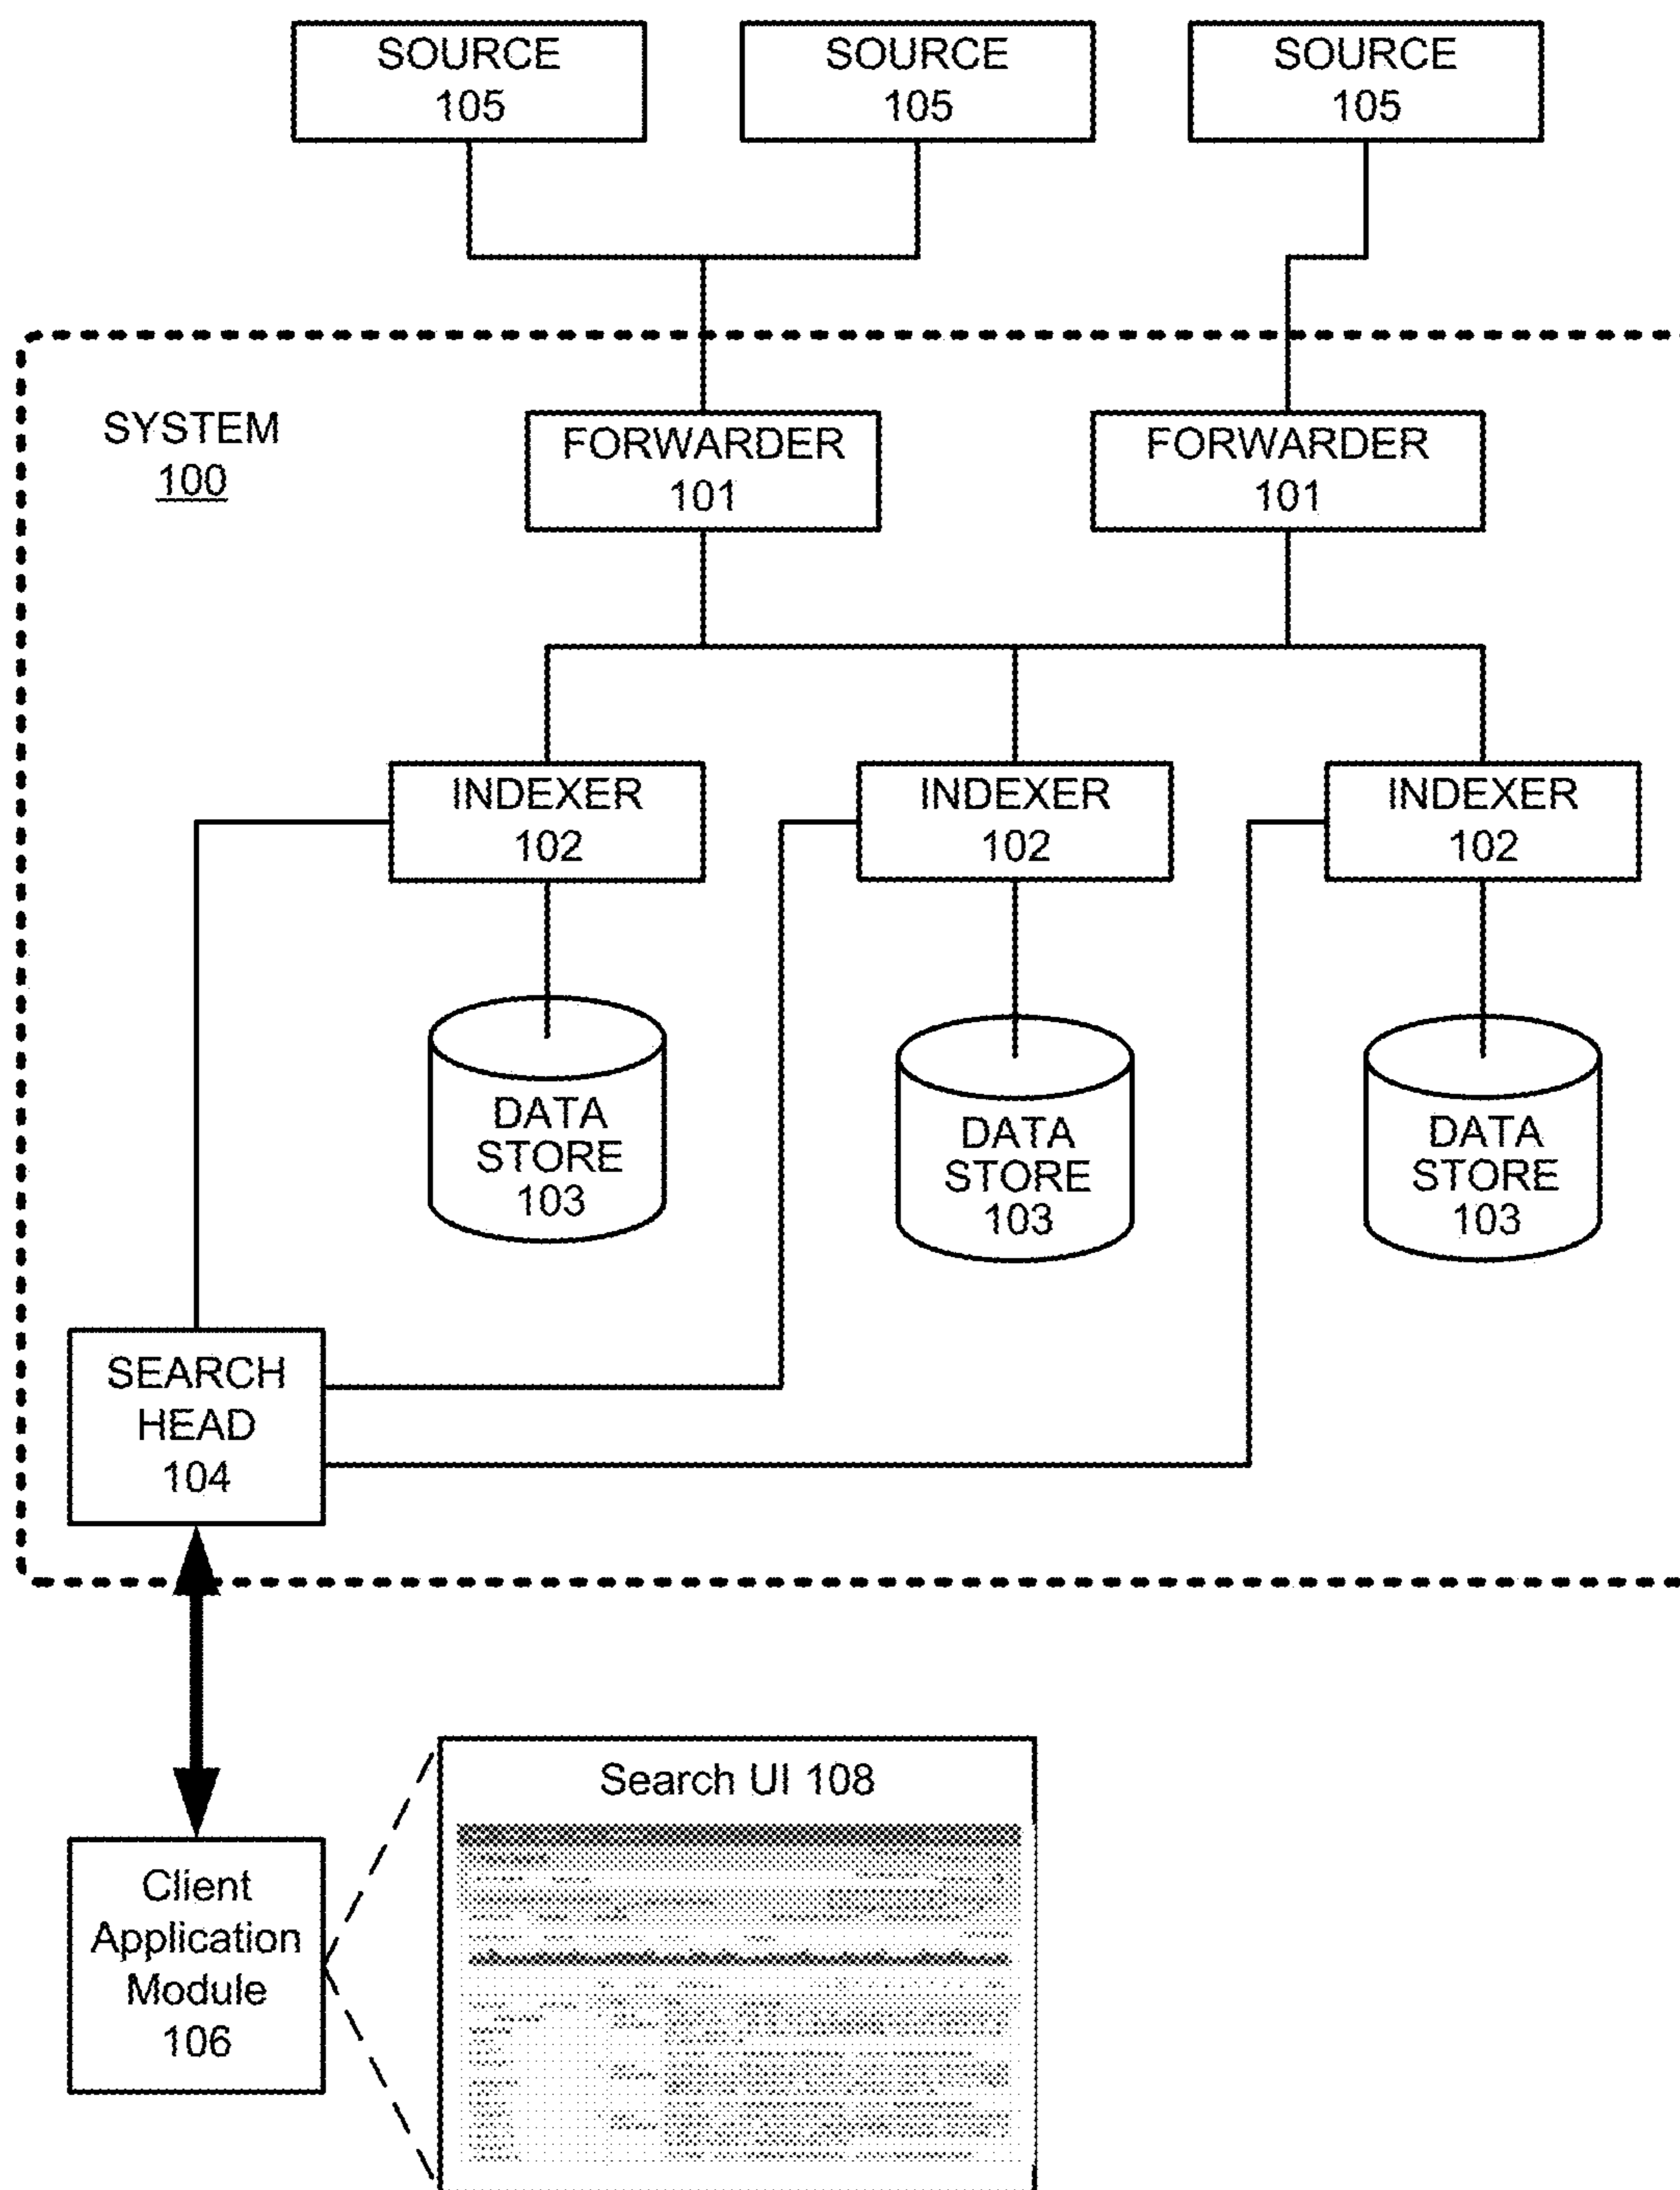 SOURCE
105
SOURCE
105
SOURCE
105
SYSTEM
100
FORWARDER
101
FORWARDER
101
INDEXER
102
INDEXER
102
INDEXER
102
DATA
STORE
103
DATA
STORE
103
DATA
STORE
103
SEARCH
HEAD
104
Client
Application
Module
106
Search UI 108